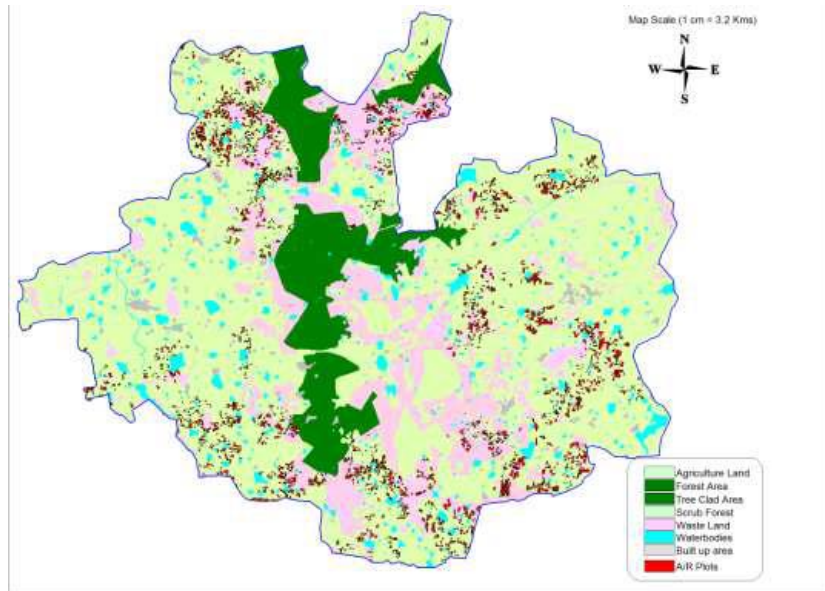 Map Scale (1 cm = 3.2 Kms)
N
W E
S
Agriculture Land
Forest Area
Tree Clad Area
Scrub Forest
Waste Land
Waterbodies
Built up area
A/R Plots